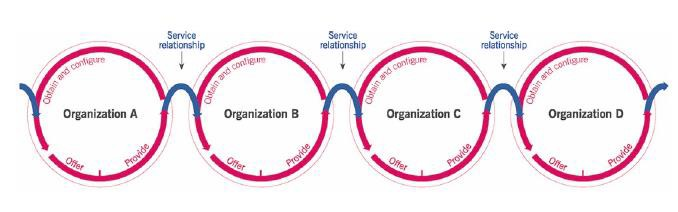 Service
relationship
Service
relationship
Service
relationship
Obtain and configure
Organization A
Offer
Provide
Obtain and configure
Organization B
Offer
Provide
Obtain and configure
Organization C
Offer
Provide
Obtain and configure
Organization D
Offer
Provide